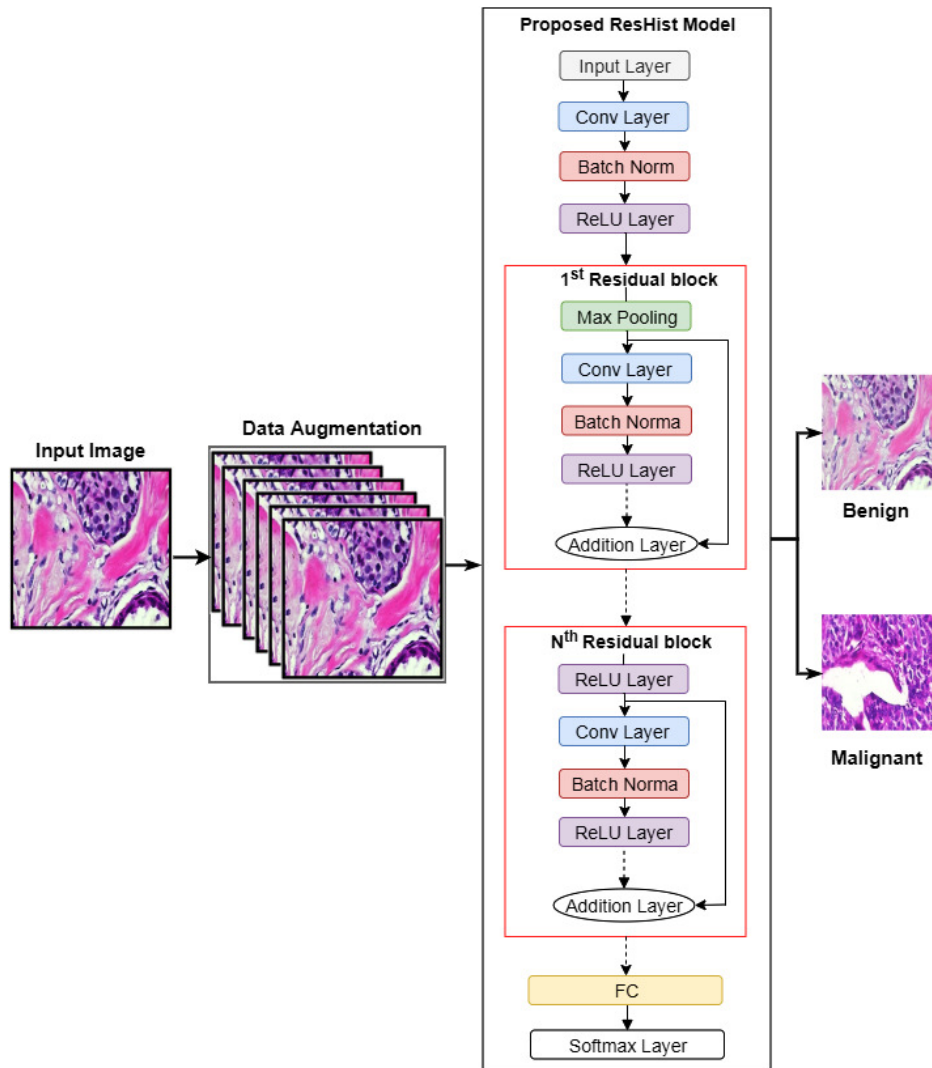 Input Image
Data Augmentation
Proposed ResHist Model
Input Layer
Conv Layer
Batch Norm
ReLU Layer
1st Residual block
Max Pooling
Conv Layer
Batch Norma
ReLU Layer
Addition Layer
Nth Residual block
ReLU Layer
Conv Layer
Batch Norma
ReLU Layer
Addition Layer
FC
Softmax Layer
Benign
Malignant